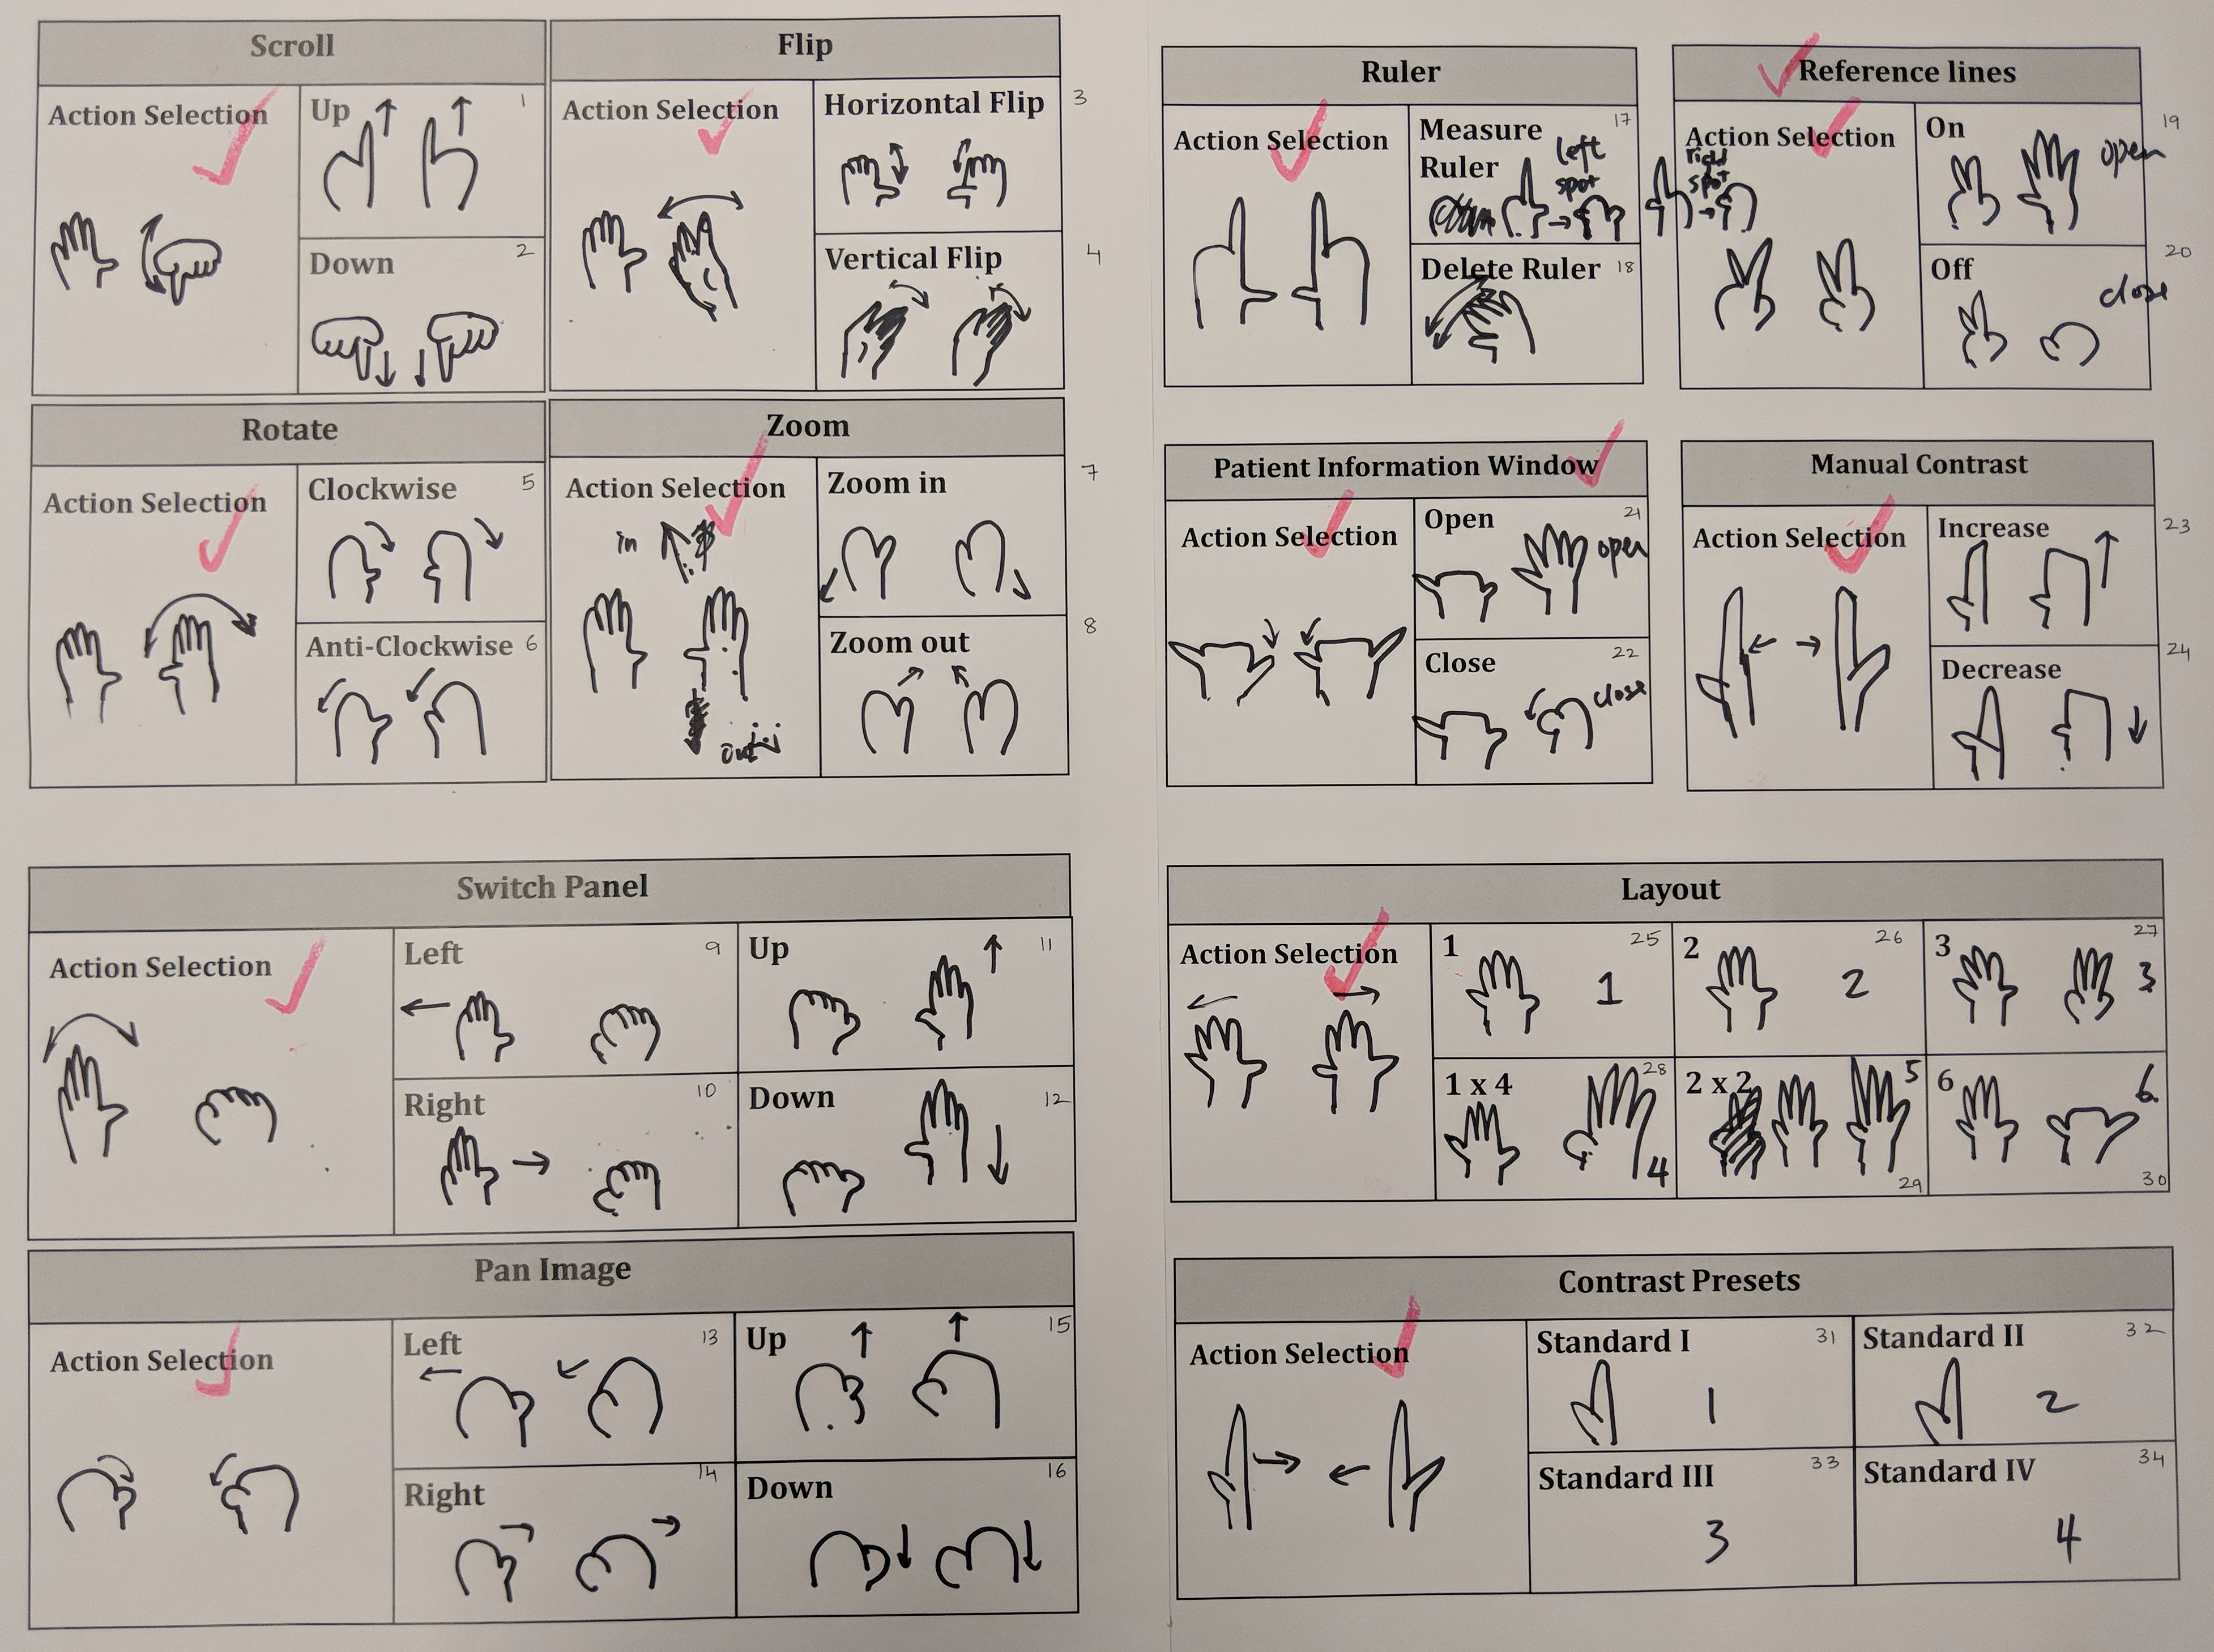 Scroll
Action Selection
Up
1
Down
2
Flip
Action Selection
Horizontal Flip
3
Vertical Flip
4
Rotate
Action Selection
Clockwise
5
Anti-Clockwise
6
Zoom
Action Selection
in
out
Zoom in
7
Zoom out
8
Switch Panel
Action Selection
Left
9
Up
11
Right
10
Down
12
Pan Image
Action Selection
Left
13
Up
15
Right
14
Down
16
Ruler
Action Selection
Measure
Ruler
17
left
spot
right
spot
Delete Ruler
18
Reference lines
Action Selection
On
19
open
Off
20
close
Patient Information Window
Action Selection
Open
21
open
Close
22
close
Manual Contrast
Action Selection
Increase
23
Decrease
24
Layout
Action Selection
1
25
1
2
26
2
3
27
3
1 x 4
28
4
2 x 2
5
29
6
6
30
Contrast Presets
Action Selection
Standard I
31
1
Standard II
32
2
Standard III
33
3
Standard IV
34
4